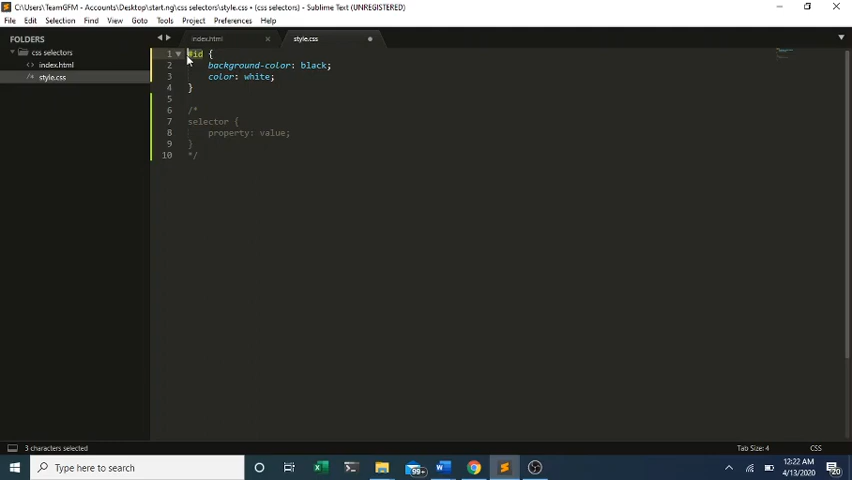 C:\Users\TeamGFM - Accounts\Desktop\start.ng\css selectors\style.css • (css selectors) - Sublime Text (UNREGISTERED)
File Edit Selection Find View Goto Tools Project Preferences Help
FOLDERS
css selectors
index.html
style.css
index.html
style.css
1 #id {
2 background-color: black;
3 color: white;
4 }
5
6 /*
7 selector {
8 property: value;
9 }
10 */
3 characters selected
Tab Size: 4
CSS
Type here to search
99+
12:22 AM
4/13/2020
20